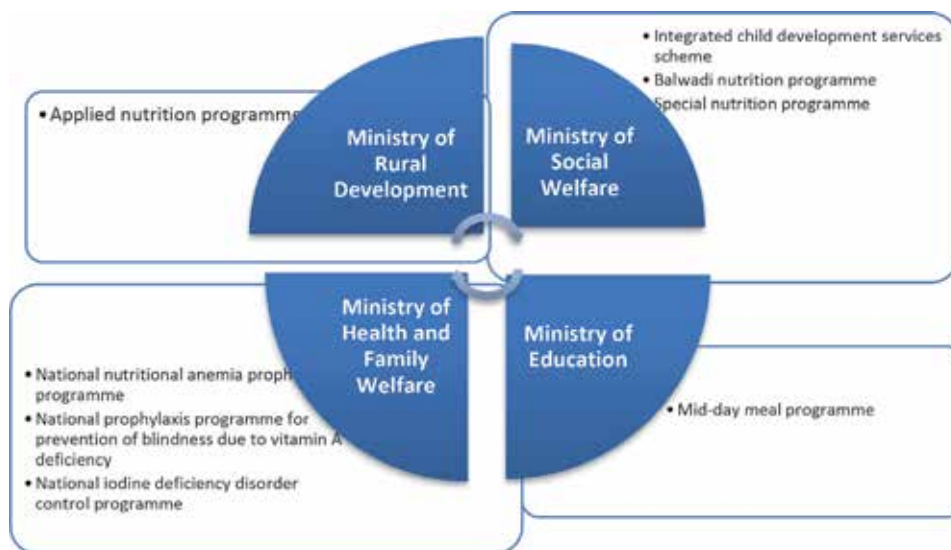 • Applied nutrition programme
Ministry of
Rural
Development
• Integrated child development services
scheme
• Balwadi nutrition programme
• Special nutrition programme
Ministry of
Social
Welfare
• National nutritional anemia proph
programme
• National prophylaxis programme for
prevention of blindness due to vitamin A
deficiency
• National iodine deficiency disorder
control programme
Ministry of
Health and
Family
Welfare
Ministry of
Education
• Mid-day meal programme